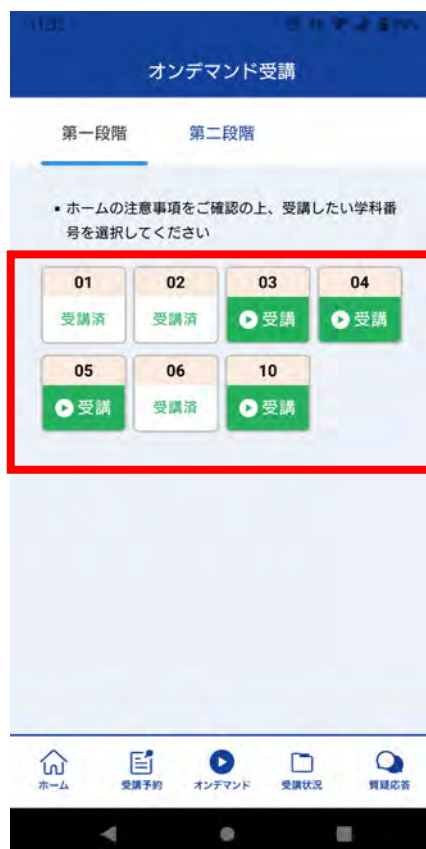 オンデマンド受講
第一段階 第二段階
▪ ホームの注意事項をご確認の上、受講したい学科番
号を選択してください
01 02 03 04
受講済 受講済 受講 受講
05 06 10
受講 受講済 受講
ホーム 受講予約 オンデマンド 受講状況 質疑応答